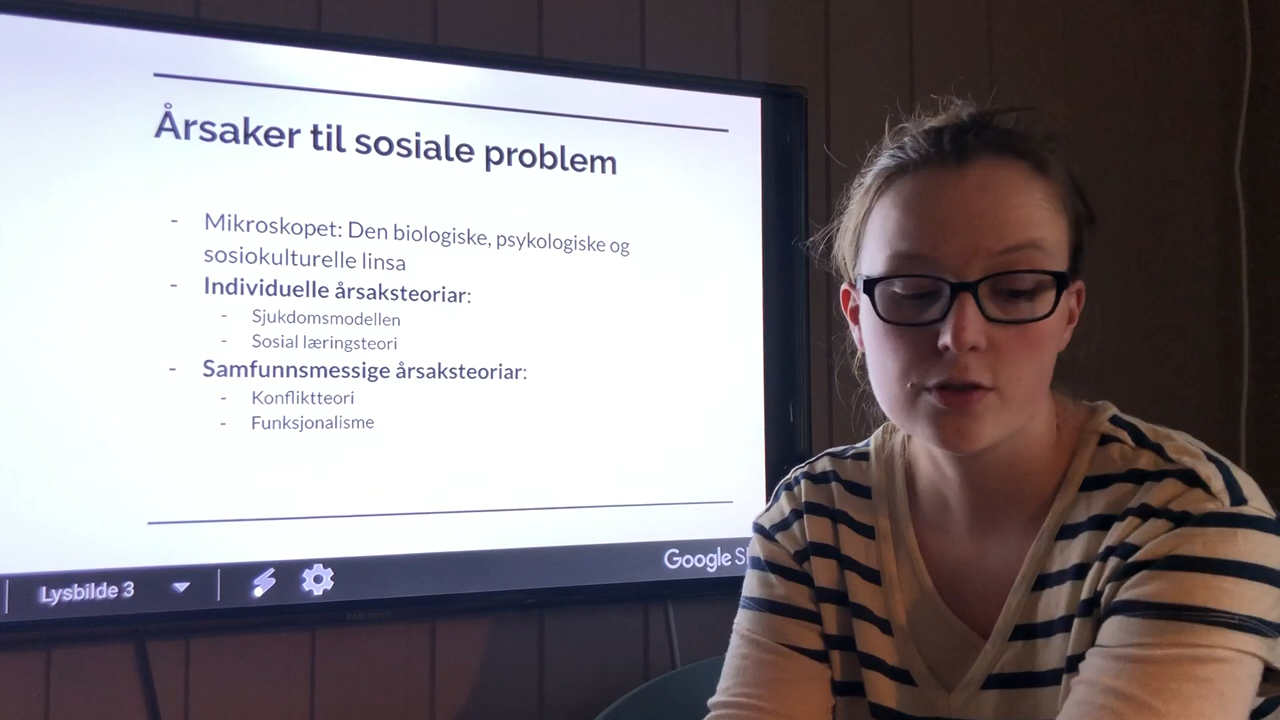 Årsaker til sosiale problem
- Mikroskopet: Den biologiske, psykologiske og
sosiokulturelle linsa
- Individuelle årsaksteoriar:
- Sjukdomsmodellen
- Sosial læringsteori
- Samfunnsmessige årsaksteoriar:
- Konfliktteori
- Funksjonalisme
Lysbilde 3
Google Sl